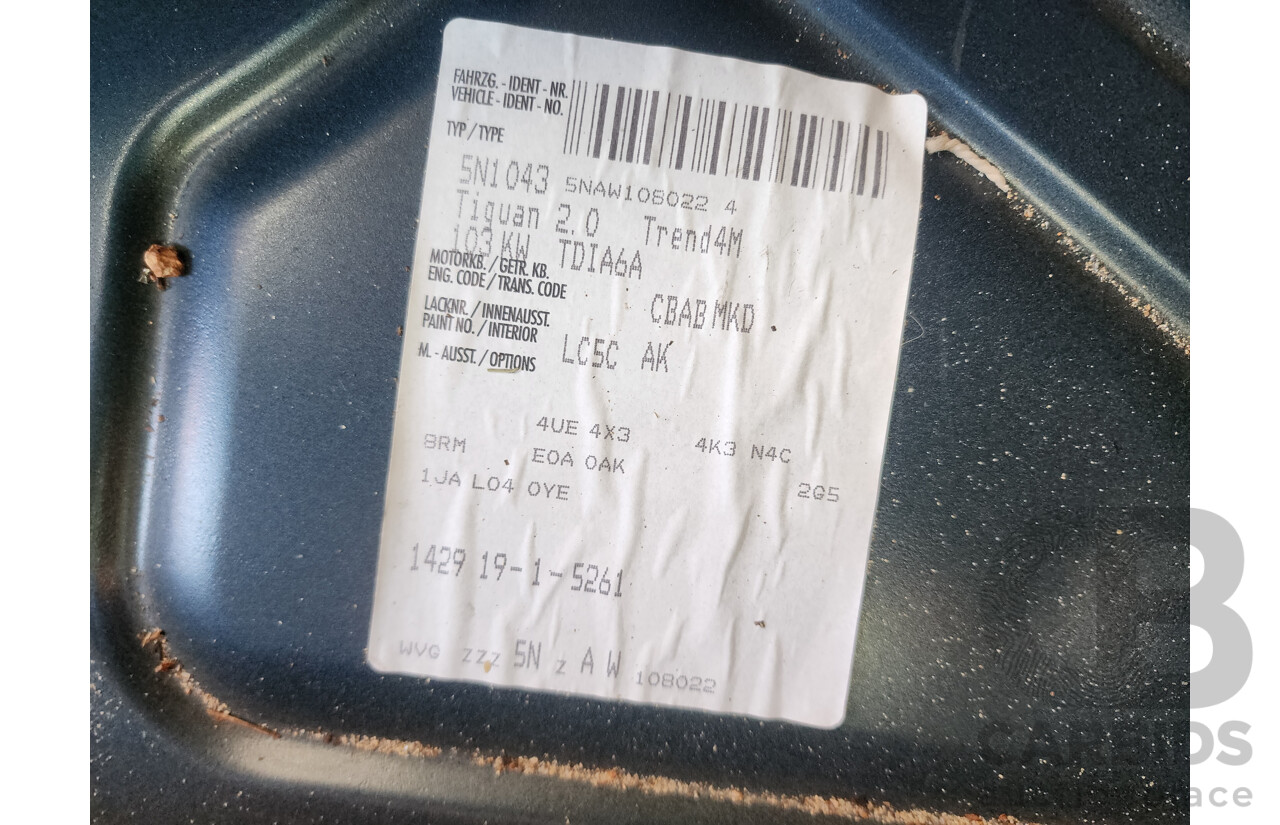 FAHRZG. - IDENT - NR.
VEHICLE - IDENT - NO.
TYP / TYPE
5N1043 5NAW108022 4
Tiguan 2.0 Trend4M
103 KW TDIA6A
MOTORKB. / GETR. KB.
ENG. CODE / TRANS. CODE
CBAB MKD
LACKNR. / INNENAUSST.
PAINT NO. / INTERIOR
LC5C AK
M. - AUSST. / OPTIONS
4UE 4X3 4K3 N4C
8RM E0A 0AK
1JA L04 0YE 2G5
1429 19-1-5261
WVG ZZZ 5N Z A W 108022
CARBIDS